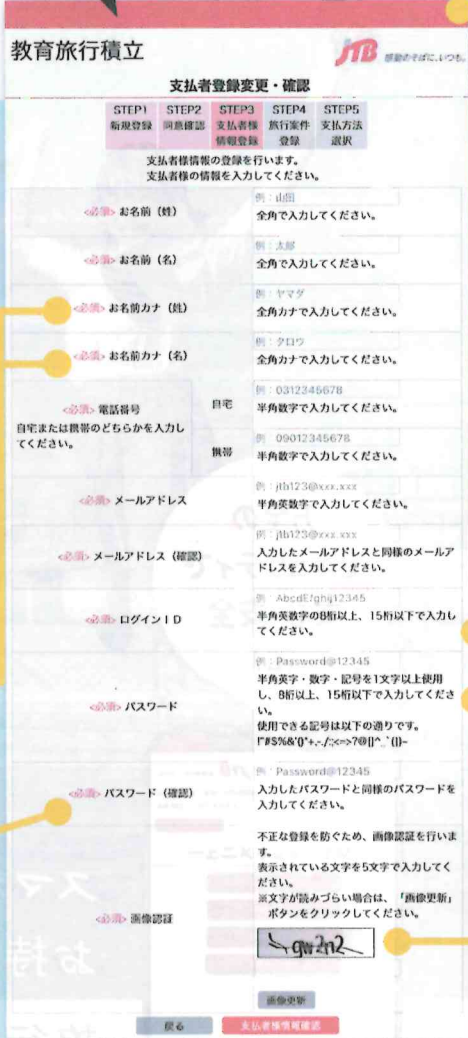 教育旅行積立
JTB 感動のそばに、いつも。
支払者登録変更・確認
STEP1 STEP2 STEP3 STEP4 STEP5
新規登録 同意確認 支払者様 旅行案件 支払方法
情報登録 登録 選択
支払者様情報の登録を行います。
支払者様の情報を入力してください。
<必須> お名前（姓）
例：山田
全角で入力してください。
<必須> お名前（名）
例：太郎
全角で入力してください。
<必須> お名前カナ（姓）
例：ヤマダ
全角カナで入力してください。
<必須> お名前カナ（名）
例：タロウ
全角カナで入力してください。
<必須> 電話番号
自宅または携帯のどちらかを入力し
てください。
自宅
例：0312345678
半角数字で入力してください。
携帯
例 09012345678
半角数字で入力してください。
<必須> メールアドレス
例：jtb123@xxx.xxx
半角英数字で入力してください。
<必須> メールアドレス（確認）
例：jtb123@xxx.xxx
入力したメールアドレスと同様のメールア
ドレスを入力してください。
<必須> ログインＩＤ
例：AbcdEfghij12345
半角英数字の8桁以上、15桁以下で入力し
てください。
<必須> パスワード
例：Password@12345
半角英字・数字・記号を1文字以上使用
し、8桁以上、15桁以下で入力してくださ
い。
使用できる記号は以下の通りです。
<必須> パスワード（確認）
例：Password@12345
入力したパスワードと同様のパスワードを
入力してください。
<必須> 画像認証
不正な登録を防ぐため、画像認証を行いま
す。
表示されている文字を5文字で入力してく
ださい。
※文字が読みづらい場合は、「画像更新」
ボタンをクリックしてください。
画像更新
戻る 支払者様情報確認